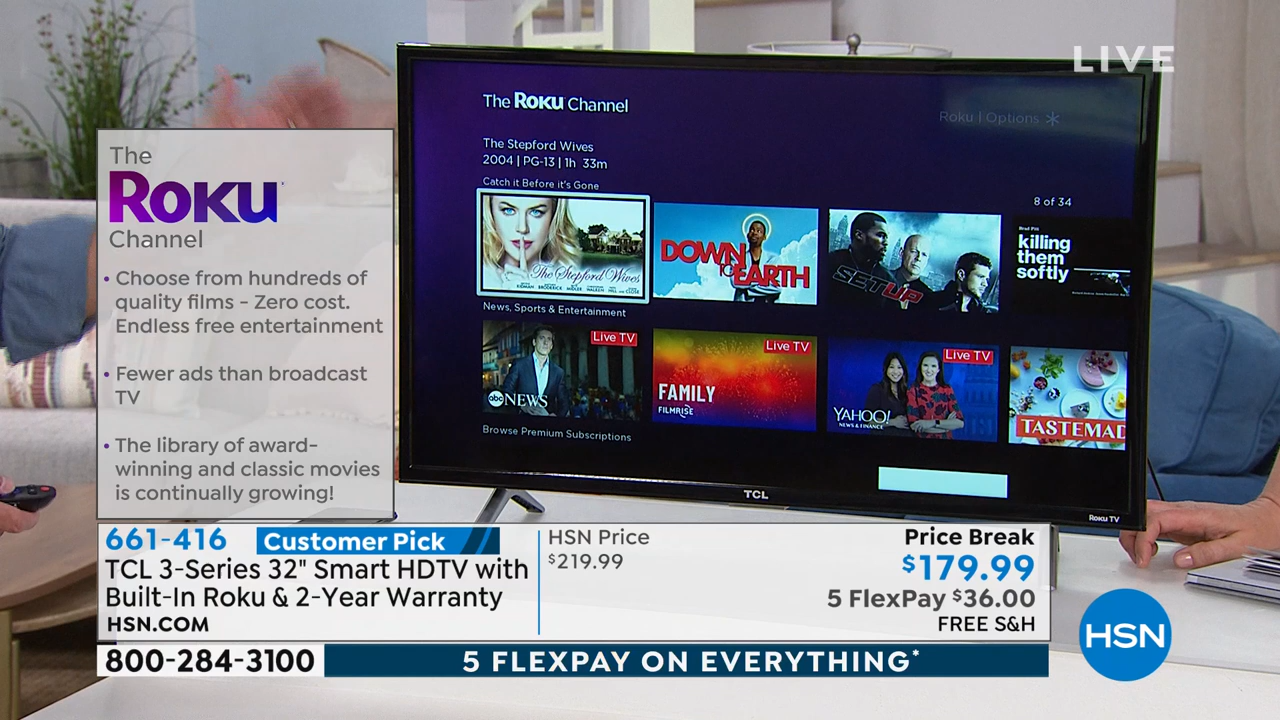 LIVE
The
ROKU
Channel
• Choose from hundreds of
quality films - Zero cost.
Endless free entertainment
• Fewer ads than broadcast
TV
• The library of award-
winning and classic movies
is continually growing!
The ROKU Channel
Roku | Options
The Stepford Wives
2004 | PG-13 | 1h 33m
Catch it Before it's Gone
8 of 34
The Stepford Wives
DOWN TO EARTH
SETUP
Brad Pitt
killing
them
softly
News, Sports & Entertainment
Live TV
abc NEWS
Live TV
FAMILY
FILMRISE
Live TV
YAHOO!
NEWS & FINANCE
TASTEMAD
Browse Premium Subscriptions
TCL
Roku TV
661-416
Customer Pick
TCL 3-Series 32" Smart HDTV with
Built-In Roku & 2-Year Warranty
HSN.COM
HSN Price
$219.99
Price Break
$179.99
5 FlexPay $36.00
FREE S&H
HSN
800-284-3100
5 FLEXPAY ON EVERYTHING*